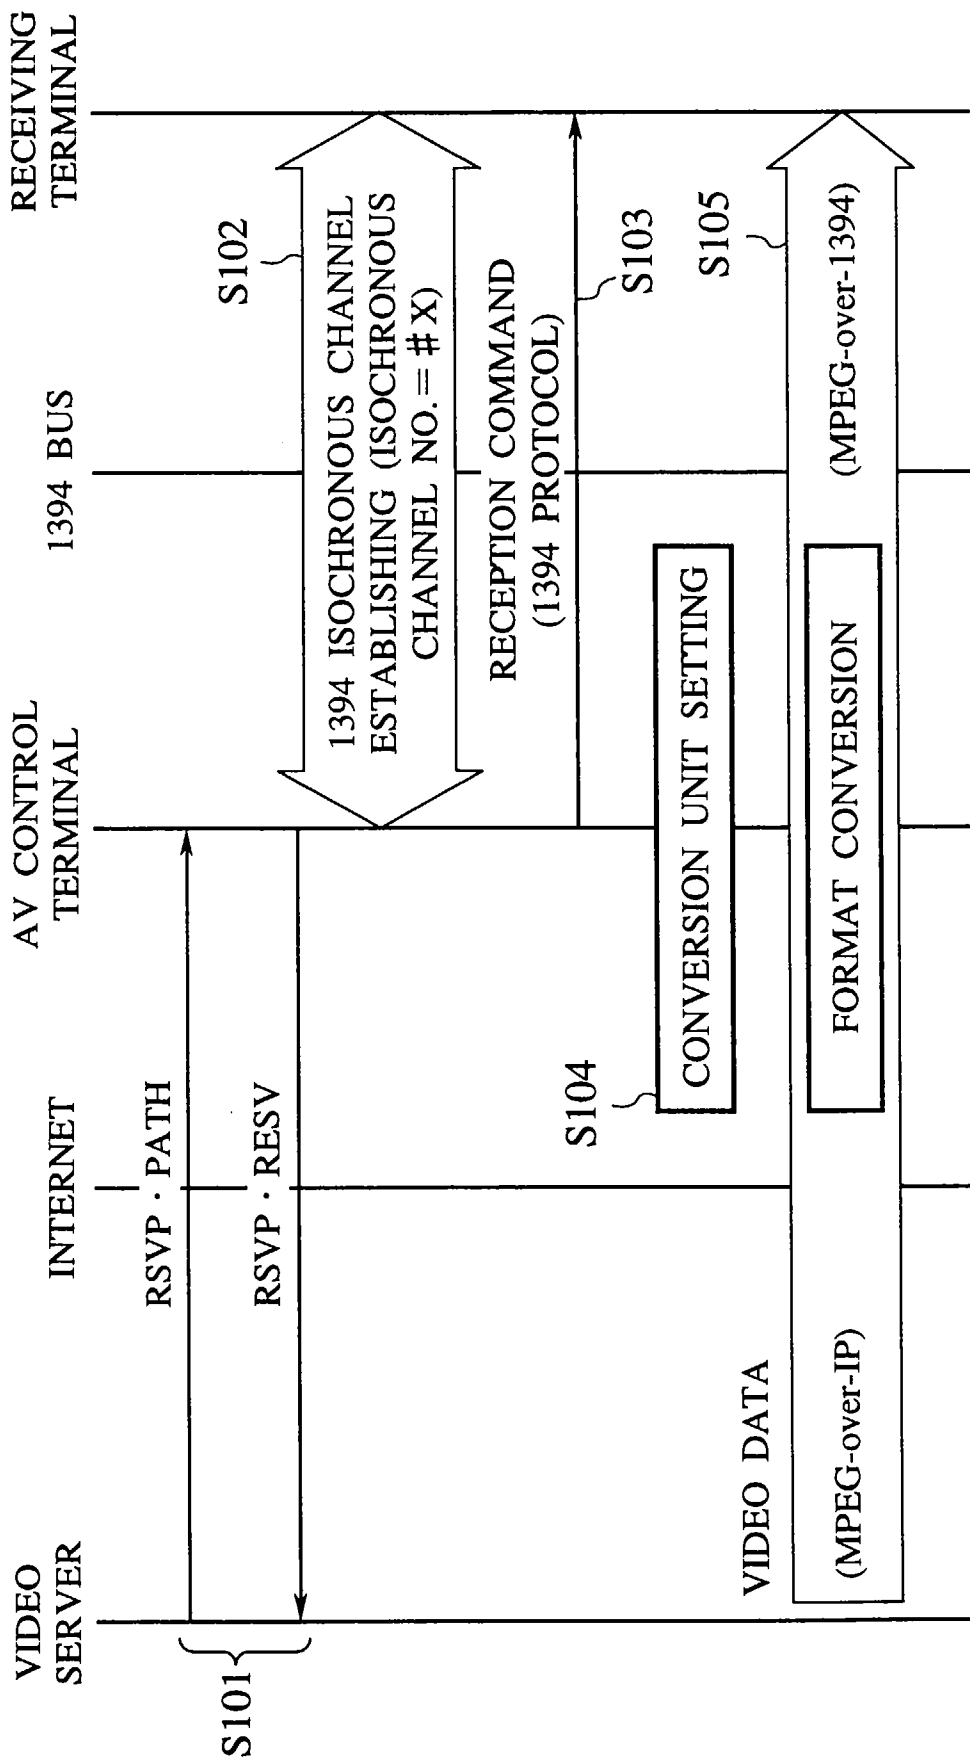 VIDEO
SERVER
INTERNET
AV CONTROL
TERMINAL
1394 BUS
RECEIVING
TERMINAL
S101
RSVP · PATH
RSVP · RESV
S102
1394 ISOCHRONOUS CHANNEL
ESTABLISHING (ISOCHRONOUS
CHANNEL NO.=#X)
RECEPTION COMMAND
(1394 PROTOCOL)
S103
S104
CONVERSION UNIT SETTING
VIDEO DATA
S105
(MPEG-over-IP)
FORMAT CONVERSION
(MPEG-over-1394)